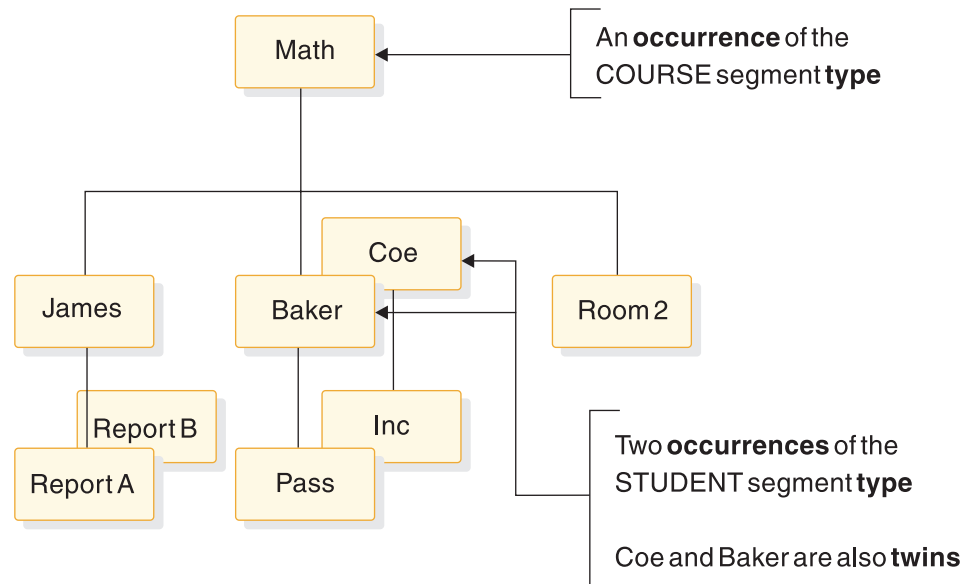 Math
An occurrence of the
COURSE segment type
Coe
James
Baker
Room 2
Report B
Inc
Report A
Pass
Two occurrences of the
STUDENT segment type
Coe and Baker are also twins